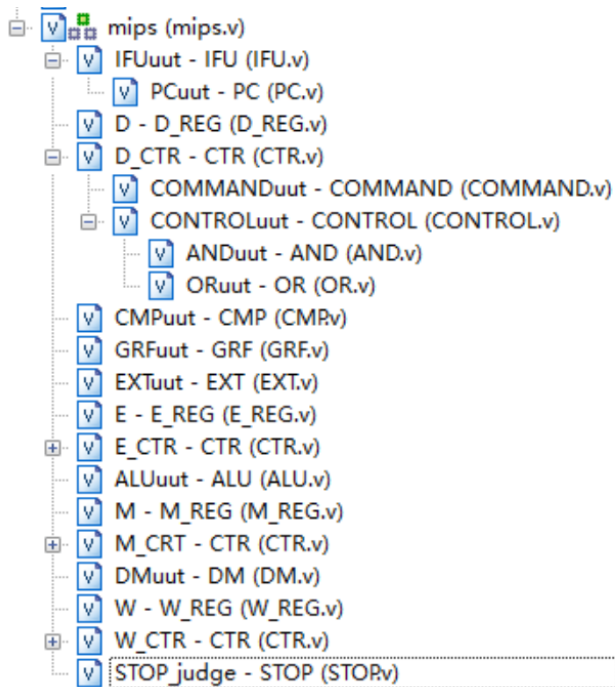 mips (mips.v)
IFUuut - IFU (IFU.v)
PCuut - PC (PC.v)
D - D_REG (D_REG.v)
D_CTR - CTR (CTR.v)
COMMANDuut - COMMAND (COMMAND.v)
CONTROLuut - CONTROL (CONTROL.v)
ANDuut - AND (AND.v)
ORuut - OR (OR.v)
CMPuut - CMP (CMP.v)
GRFuut - GRF (GRF.v)
EXTuut - EXT (EXT.v)
E - E_REG (E_REG.v)
E_CTR - CTR (CTR.v)
ALUuut - ALU (ALU.v)
M - M_REG (M_REG.v)
M_CRT - CTR (CTR.v)
DMuut - DM (DM.v)
W - W_REG (W_REG.v)
W_CTR - CTR (CTR.v)
STOP_judge - STOP (STOP.v)